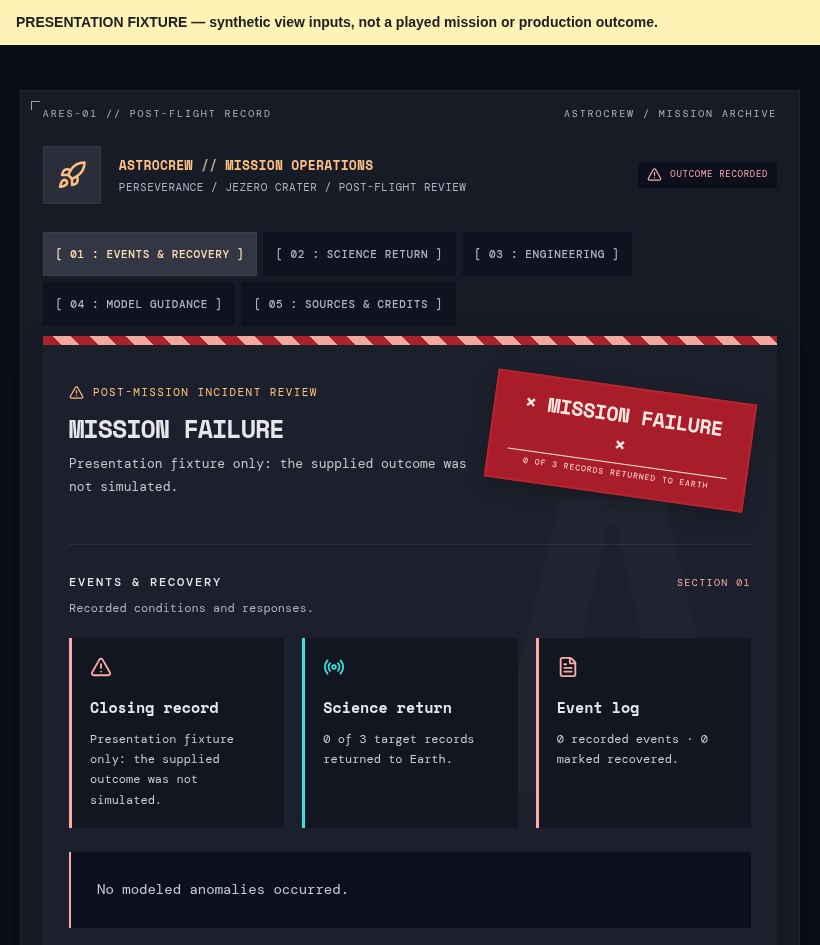 PRESENTATION FIXTURE — synthetic view inputs, not a played mission or production outcome.
ARES-01 // POST-FLIGHT RECORD
ASTROCREW / MISSION ARCHIVE
ASTROCREW // MISSION OPERATIONS
PERSEVERANCE / JEZERO CRATER / POST-FLIGHT REVIEW
OUTCOME RECORDED
[ 01 : EVENTS & RECOVERY ]
[ 02 : SCIENCE RETURN ]
[ 03 : ENGINEERING ]
[ 04 : MODEL GUIDANCE ]
[ 05 : SOURCES & CREDITS ]
POST-MISSION INCIDENT REVIEW
MISSION FAILURE
Presentation fixture only: the supplied outcome was
not simulated.
× MISSION FAILURE
×
0 OF 3 RECORDS RETURNED TO EARTH
EVENTS & RECOVERY
SECTION 01
Recorded conditions and responses.
Closing record
Presentation fixture
only: the supplied
outcome was not
simulated.
Science return
0 of 3 target records
returned to Earth.
Event log
0 recorded events · 0
marked recovered.
No modeled anomalies occurred.